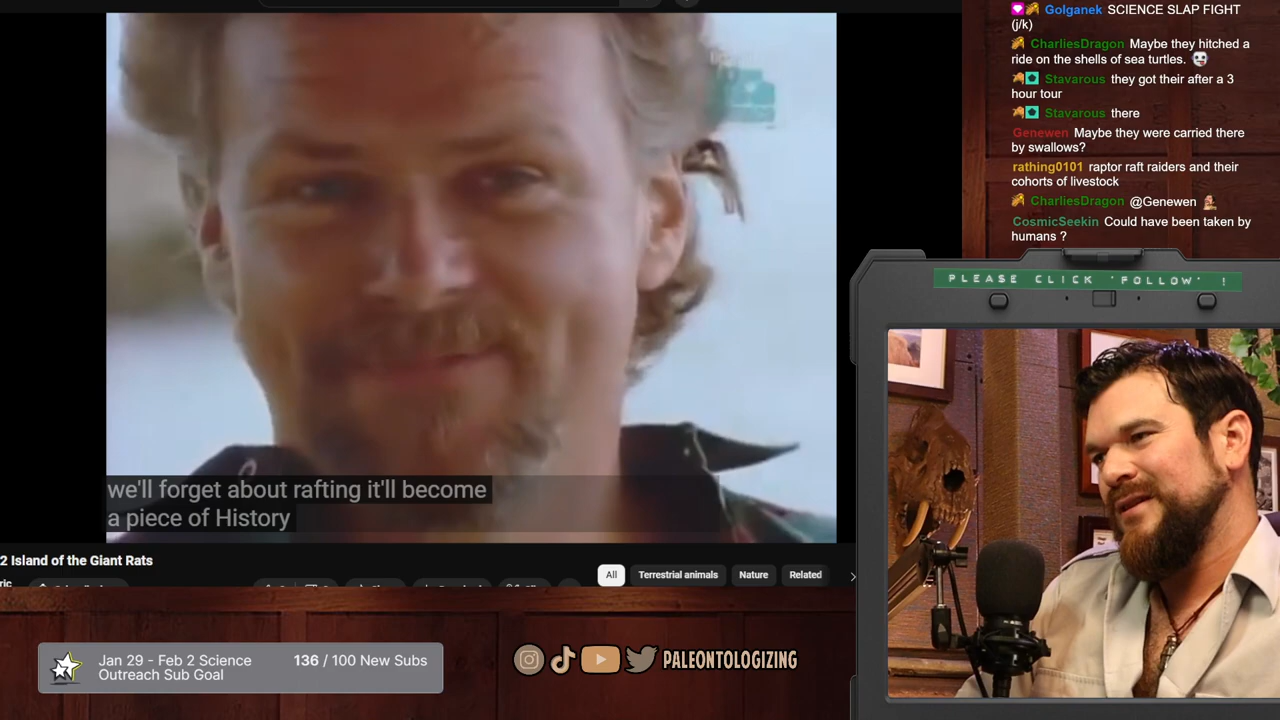 Golganek SCIENCE SLAP FIGHT
(j/k)
CharliesDragon Maybe they hitched a
ride on the shells of sea turtles.
Stavarous they got their after a 3
hour tour
Stavarous there
Genewen Maybe they were carried there
by swallows?
rathing0101 raptor raft raiders and their
cohorts of livestock
CharliesDragon @Genewen
CosmicSeekin Could have been taken by
humans ?
PLEASE CLICK 'FOLLOW' !
we'll forget about rafting it'll become
a piece of History
2 Island of the Giant Rats
ric
All
Terrestrial animals
Nature
Related
Jan 29 - Feb 2 Science
Outreach Sub Goal
136 / 100 New Subs
PALEONTOLOGIZING